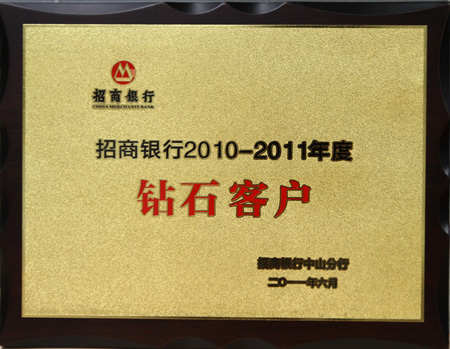 招商银行
CHINA MERCHANTS BANK
招商银行2010-2011年度
钻石客户
招商银行中山分行
二〇一一年六月